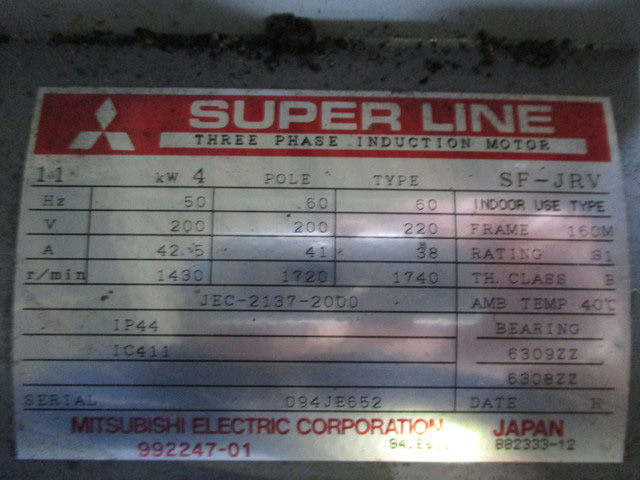 SUPER LINE
THREE PHASE INDUCTION MOTOR
11 kW 4 POLE TYPE SF-JRV
Hz 50 60 60 INDOOR USE TYPE
V 200 200 220 FRAME 160M
A 42.5 41 38 RATING S1
r/min 1430 1720 1740 TH. CLASS B
JEC-2137-2000 AMB TEMP 40℃
IP44 BEARING
IC411 6309ZZ
6308ZZ
SERIAL 094JE652 DATE H
MITSUBISHI ELECTRIC CORPORATION JAPAN
992247-01 882333-12